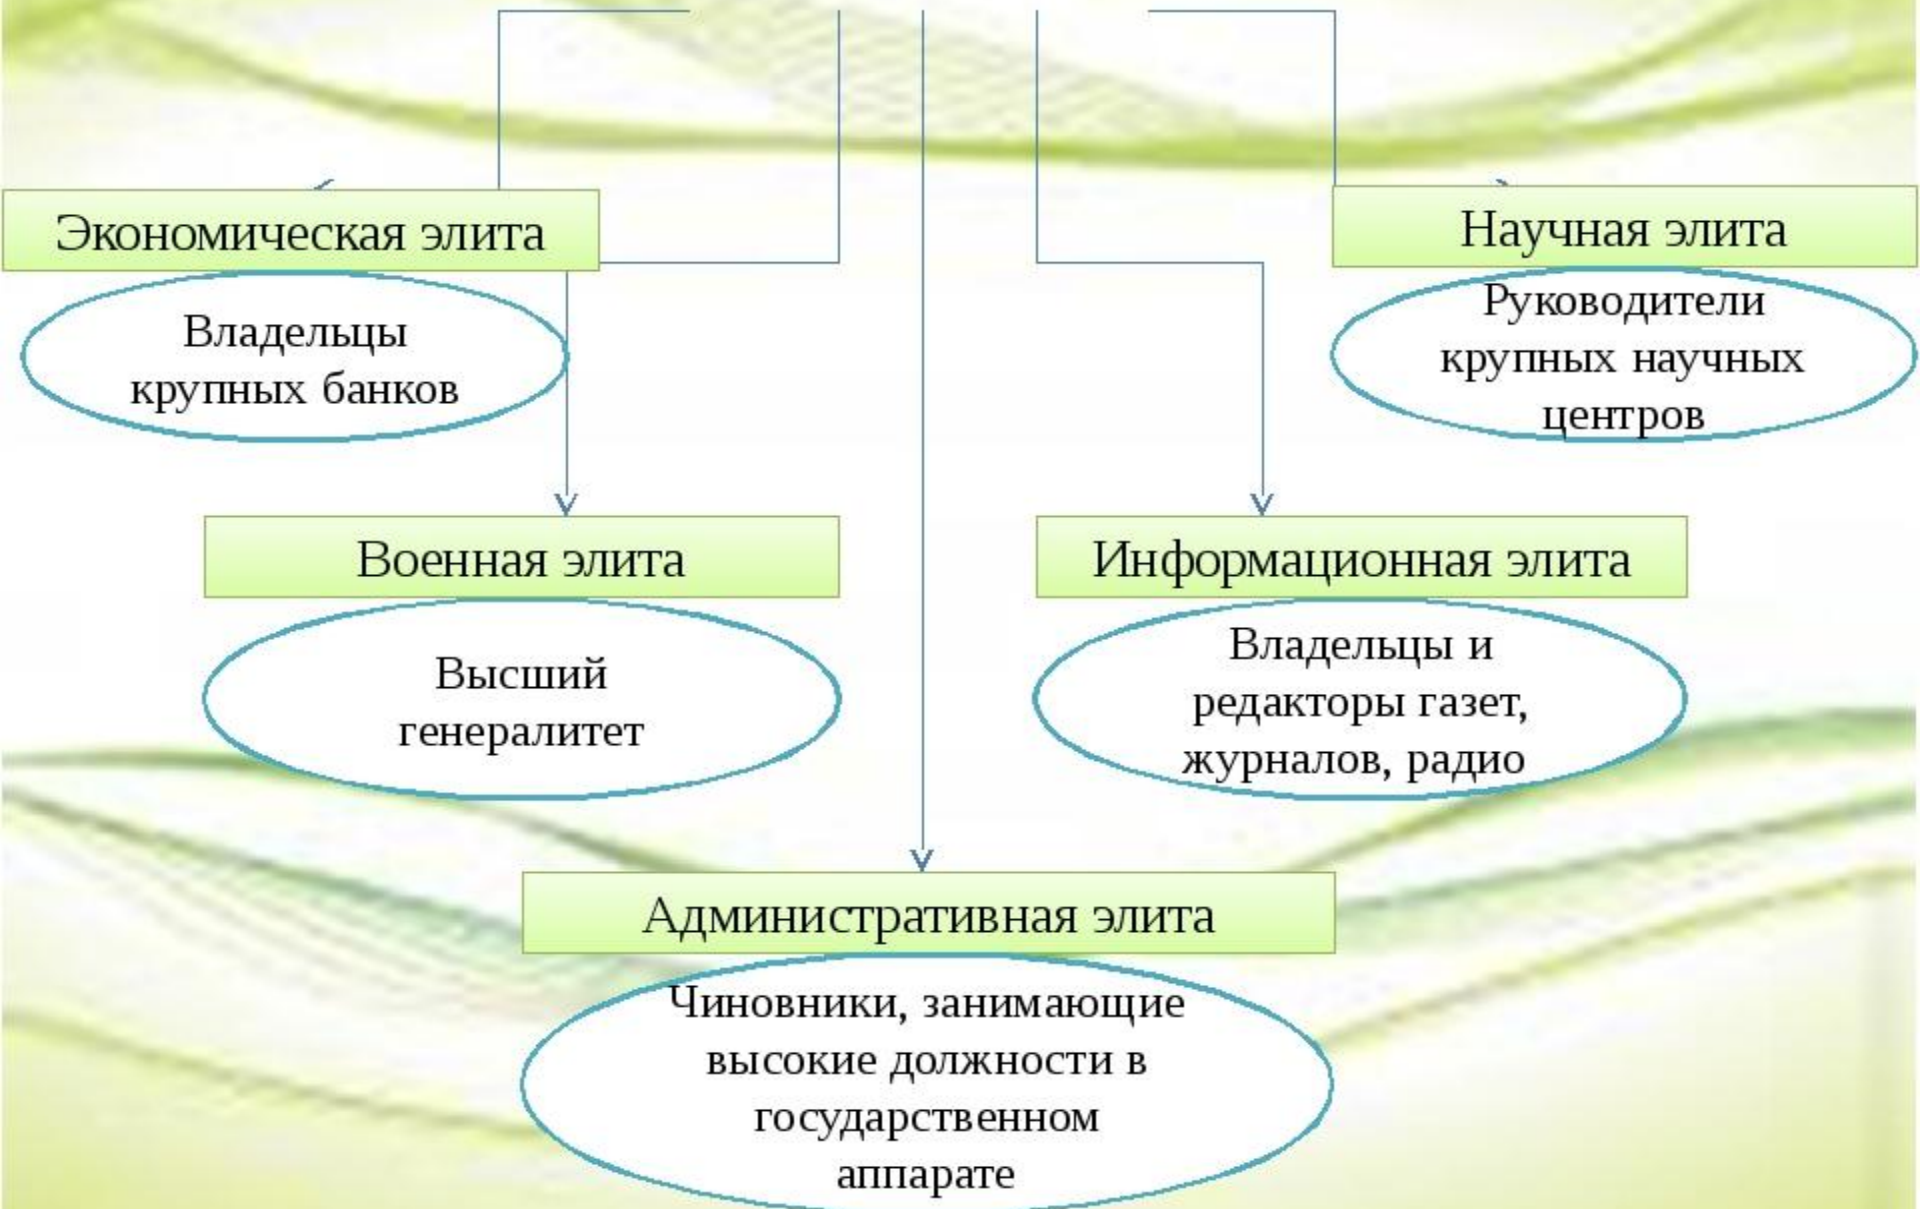 Экономическая элита
Владельцы
крупных банков
Научная элита
Руководители
крупных научных
центров
Военная элита
Высший
генералитет
Информационная элита
Владельцы и
редакторы газет,
журналов, радио
Административная элита
Чиновники, занимающие
высокие должности в
государственном
аппарате